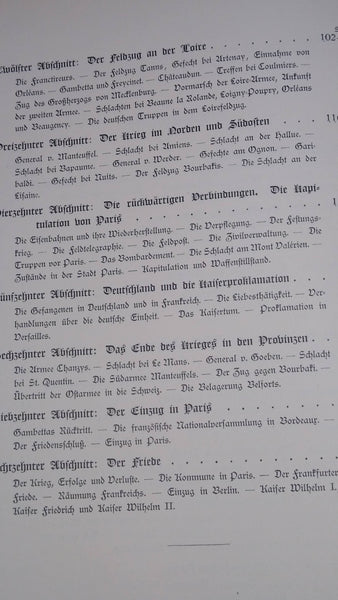 S
wölfter Abschnitt: Der Feldzug an der Loire . . . . . . . . 102-
Die Franctireurs. — Der Feldzug Tanns, Gefecht bei Artenay, Einnahme von
Orléans. — Gambetta und Freycinet. — Châteaudun. — Treffen bei Coulmiers. —
Zug des Großherzogs von Mecklenburg. — Vormarsch der Loire-Armee, Ankunft
der zweiten Armee. — Schlachten bei Beaune la Rolande, Loigny-Poupry, Orléans
und Beaugency. — Die deutschen Truppen in dem Loirefeldzug.
Dreizehnter Abschnitt: Der Krieg im Norden und Südosten . . . 11
General v. Manteuffel. — Schlacht bei Amiens. — Schlacht an der Hallue. —
Schlacht bei Bapaume. — General v. Werder. — Gefechte am Ognon. — Gari-
baldi. — Gefecht bei Nuits. — Der Feldzug Bourbakis. — Die Schlacht an der
Lisaine.
Vierzehnter Abschnitt: Die rückwärtigen Verbindungen. Die Kapi-
tulation von Paris . . . . . . . . . . . . . . 1
Die Eisenbahnen und ihre Wiederherstellung. — Die Verpflegung. — Der Festungs-
krieg. — Die Feldtelegraphie. — Die Feldpost. — Die Zivilverwaltung. — Die
Truppen vor Paris. — Das Bombardement. — Die Schlacht am Mont Valérien. —
Zustände in der Stadt Paris. — Kapitulation und Waffenstillstand.
Fünfzehnter Abschnitt: Deutschland und die Kaiserproklamation .
Die Gefangenen in Deutschland und in Frankreich. — Die Liebesthätigkeit. — Ver-
handlungen über die deutsche Einheit. — Das Kaisertum. — Proklamation in
Versailles.
Sechzehnter Abschnitt: Das Ende des Krieges in den Provinzen . .
Die Armee Chanzys. — Schlacht bei Le Mans. — General v. Goeben. — Schlacht
bei St. Quentin. — Die Südarmee Manteuffels. — Der Zug gegen Bourbaki. —
Übertritt der Ostarmee in die Schweiz. — Die Belagerung Belforts.
Siebzehnter Abschnitt: Der Einzug in Paris . . . . . . . .
Gambettas Rücktritt. — Die französische Nationalversammlung in Bordeaux. —
Der Friedensschluß. — Einzug in Paris.
Achtzehnter Abschnitt: Der Friede . . . . . . . . . . .
Der Krieg, Erfolge und Verluste. — Die Kommune in Paris. — Der Frankfurter
Friede. — Räumung Frankreichs. — Einzug in Berlin. — Kaiser Wilhelm I.
Kaiser Friedrich und Kaiser Wilhelm II.